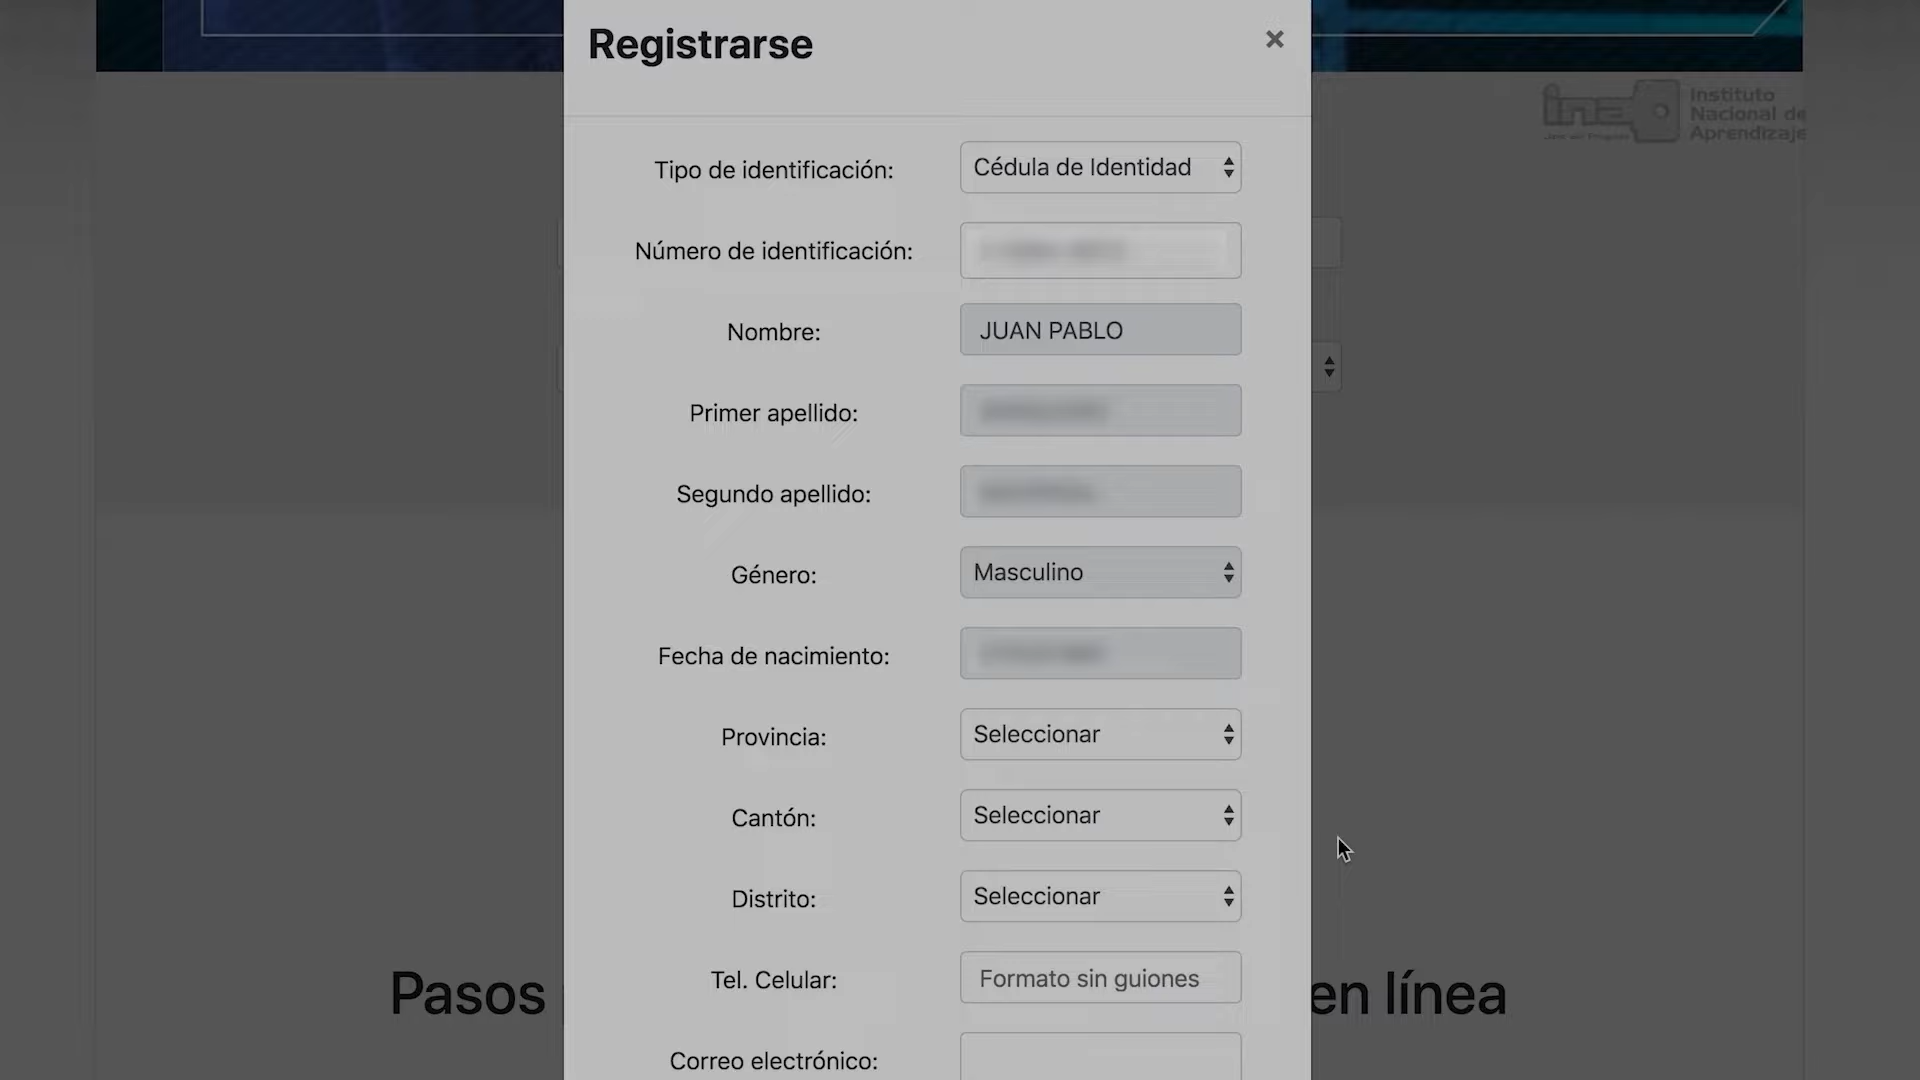 Registrarse
×
ina
Instituto
Nacional de
Aprendizaje
Tipo de identificación:
Cédula de Identidad
Número de identificación:
Nombre:
JUAN PABLO
Primer apellido:
Segundo apellido:
Género:
Masculino
Fecha de nacimiento:
Provincia:
Seleccionar
Cantón:
Seleccionar
Distrito:
Seleccionar
Tel. Celular:
Formato sin guiones
Pasos
en línea
Correo electrónico: